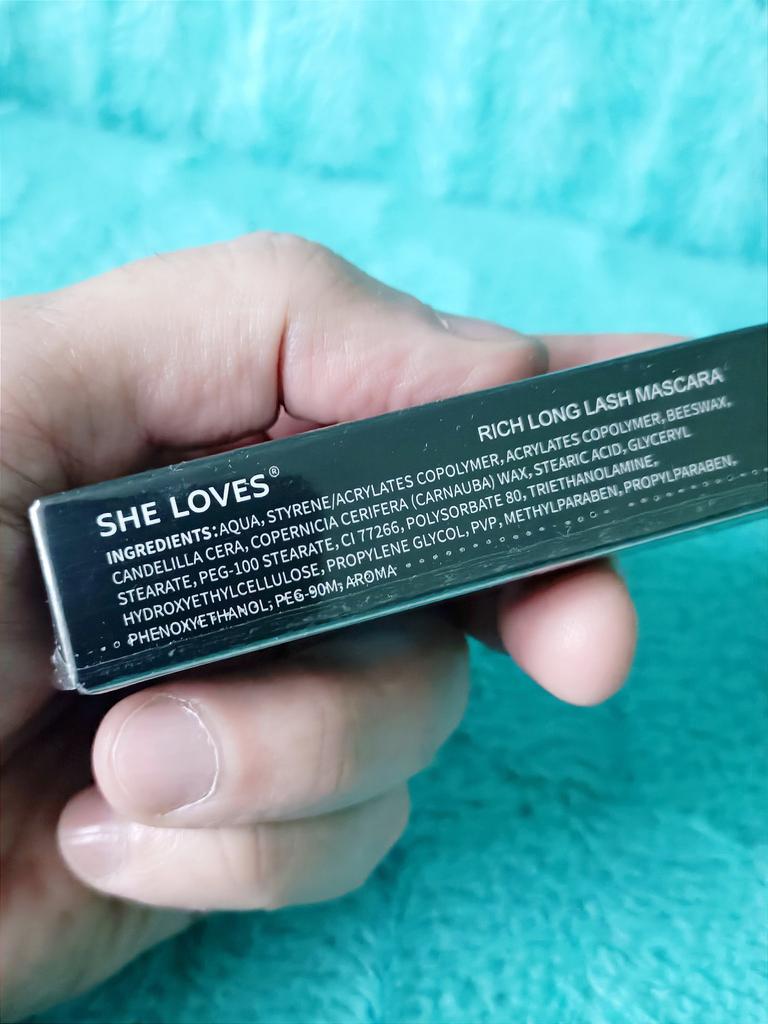 SHE LOVES®
RICH LONG LASH MASCARA
INGREDIENTS: AQUA, STYRENE/ACRYLATES COPOLYMER, ACRYLATES COPOLYMER, BEESWAX,
CANDELILLA CERA, COPERNICIA CERIFERA (CARNAUBA) WAX, STEARIC ACID, GLYCERYL
STEARATE, PEG-100 STEARATE, CI 77266, POLYSORBATE 80, TRIETHANOLAMINE,
HYDROXYETHYLCELLULOSE, PROPYLENE GLYCOL, PVP, METHYLPARABEN, PROPYLPARABEN,
PHENOXYETHANOL, PEG-90M, AROMA